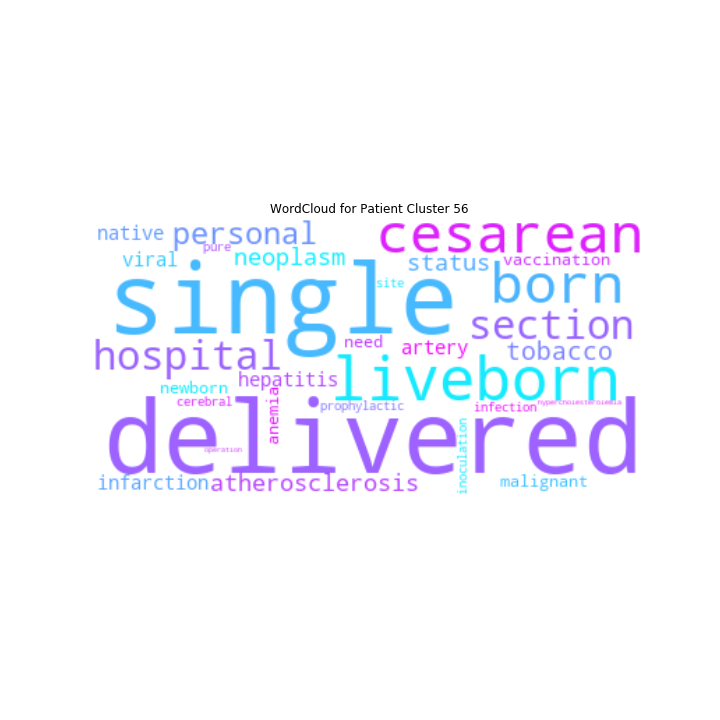 WordCloud for Patient Cluster 56
native personal cesarean
pure
viral neoplasm status vaccination
single site born
section
hospital need artery tobacco
hepatitis liveborn
newborn
cerebral anemia prophylactic infection hypercholesterolemia
delivered
operation inoculation
infarction atherosclerosis malignant